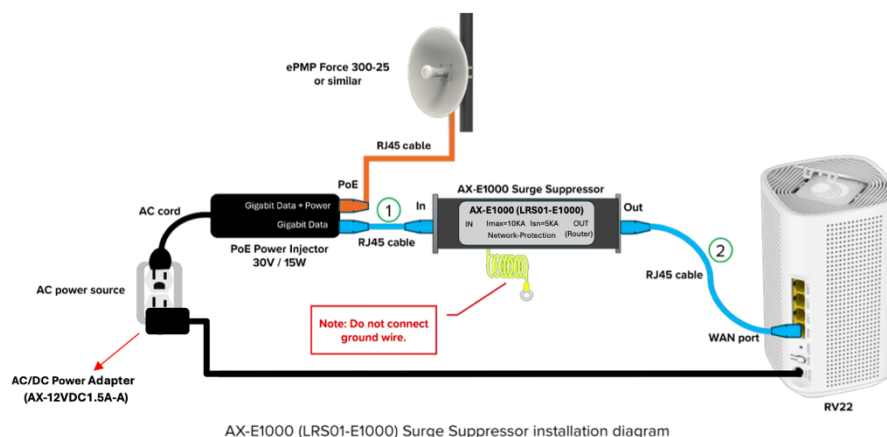 ePMP Force 300-25
or similar
RJ45 cable
PoE
AX-E1000 Surge Suppressor
AC cord
Gigabit Data + Power
Gigabit Data
1
In
RJ45 cable
AX-E1000 (LRS01-E1000)
IN Imax=10KA Isn=5KA OUT
Network-Protection (Router)
Out
PoE Power Injector
30V / 15W
2
RJ45 cable
AC power source
Note: Do not connect
ground wire.
WAN port
AC/DC Power Adapter
(AX-12VDC1.5A-A)
RV22
AX-E1000 (LRS01-E1000) Surge Suppressor installation diagram